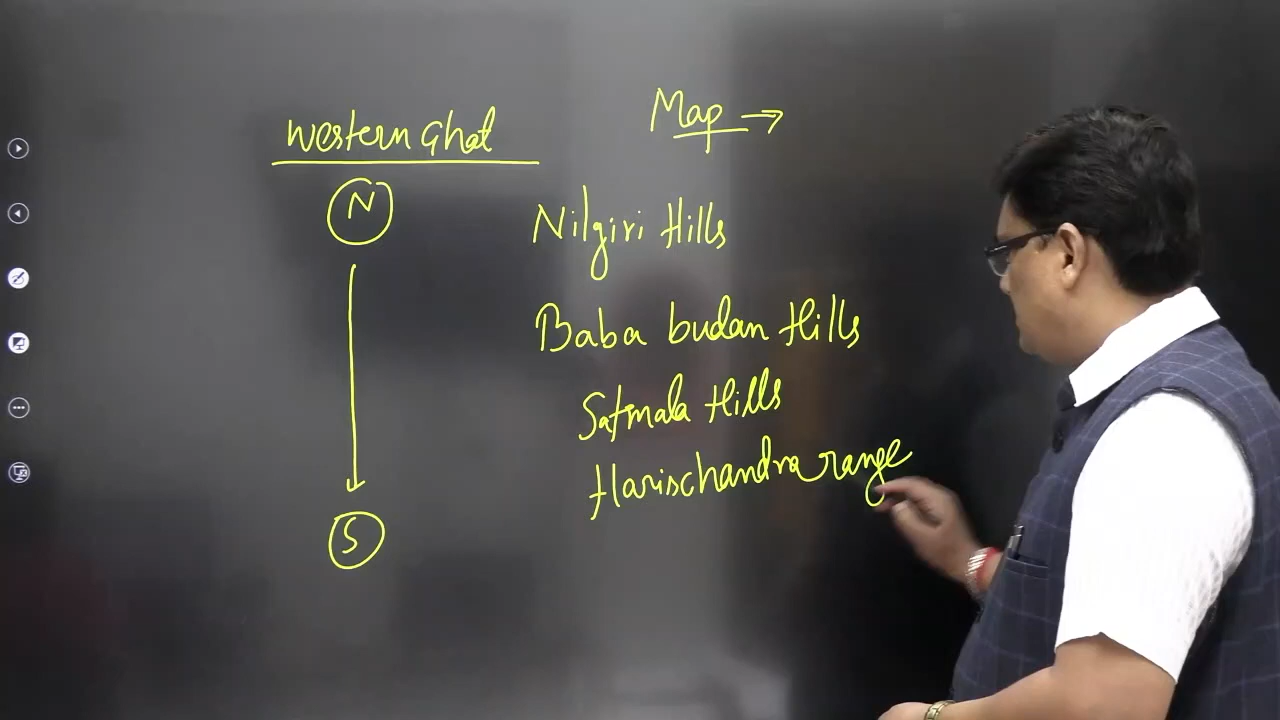 Western Ghat
Map →
N
Nilgiri Hills
Baba budan Hills
Satmala Hills
Harischandra range
S